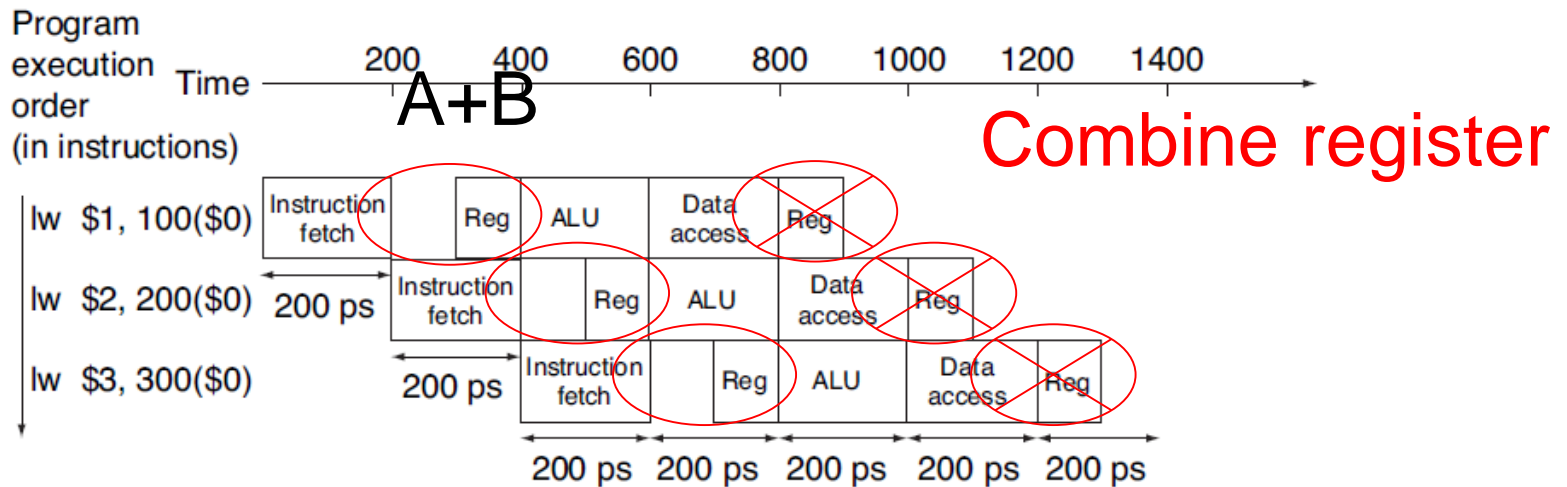 Program
execution
order
(in instructions)
Time
200 400 600 800 1000 1200 1400
A+B
Combine register
lw $1, 100($0)
Instruction
fetch
Reg
ALU
Data
access
Reg
200 ps
lw $2, 200($0)
Instruction
fetch
Reg
ALU
Data
access
Reg
200 ps
lw $3, 300($0)
Instruction
fetch
Reg
ALU
Data
access
Reg
200 ps 200 ps 200 ps 200 ps 200 ps